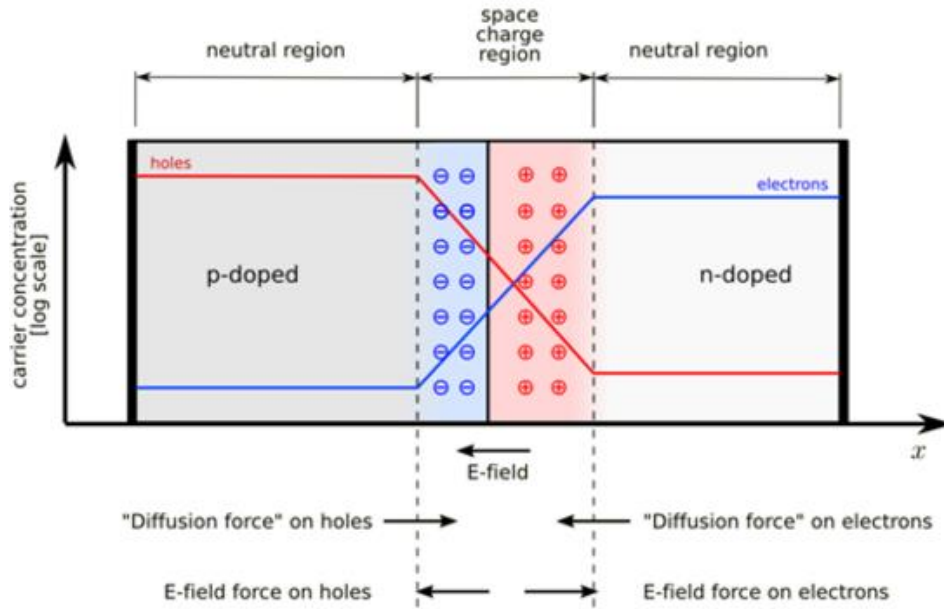 neutral region
space
charge
region
neutral region
carrier concentration
[log scale]
holes
electrons
p-doped
n-doped
x
E-field
"Diffusion force" on holes
"Diffusion force" on electrons
E-field force on holes
E-field force on electrons